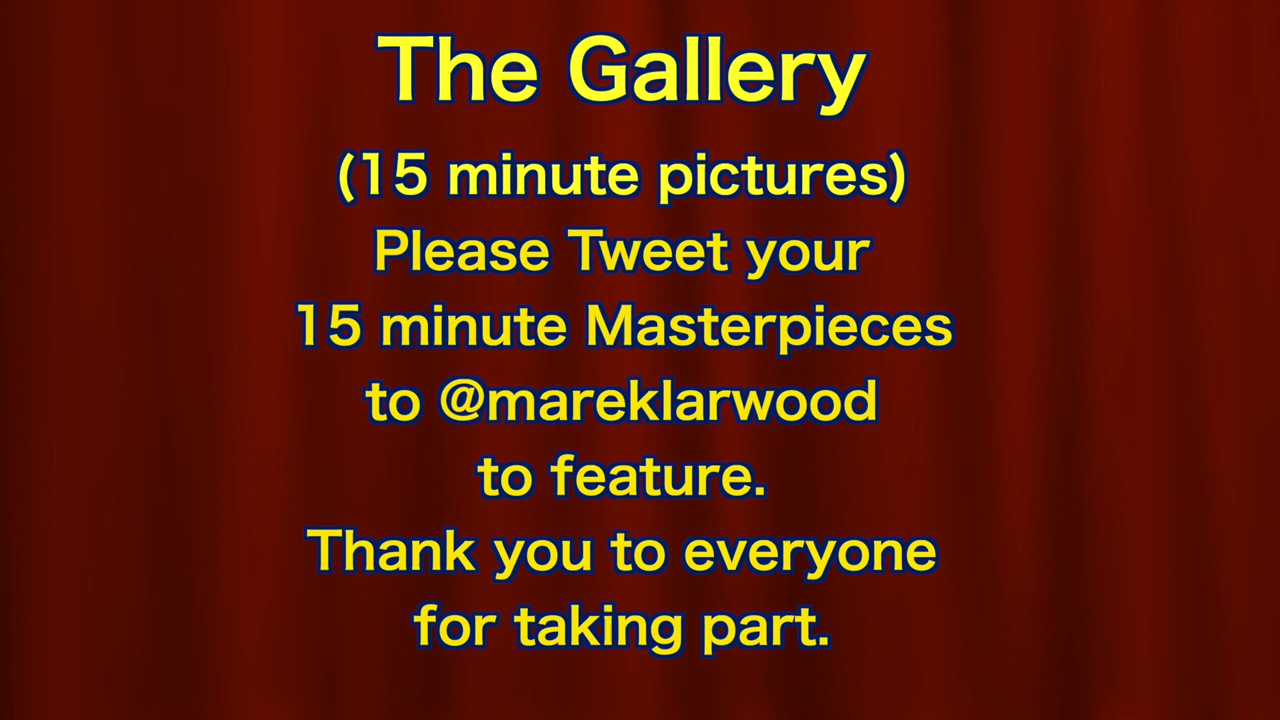 The Gallery
(15 minute pictures)
Please Tweet your
15 minute Masterpieces
to @mareklarwood
to feature.
Thank you to everyone
for taking part.